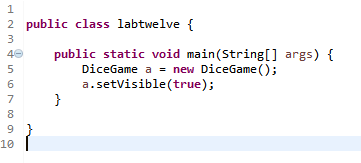 1
2 public class labtwelve {
3
4 public static void main(String[] args) {
5 DiceGame a = new DiceGame();
6 a.setVisible(true);
7 }
8
9 }
10